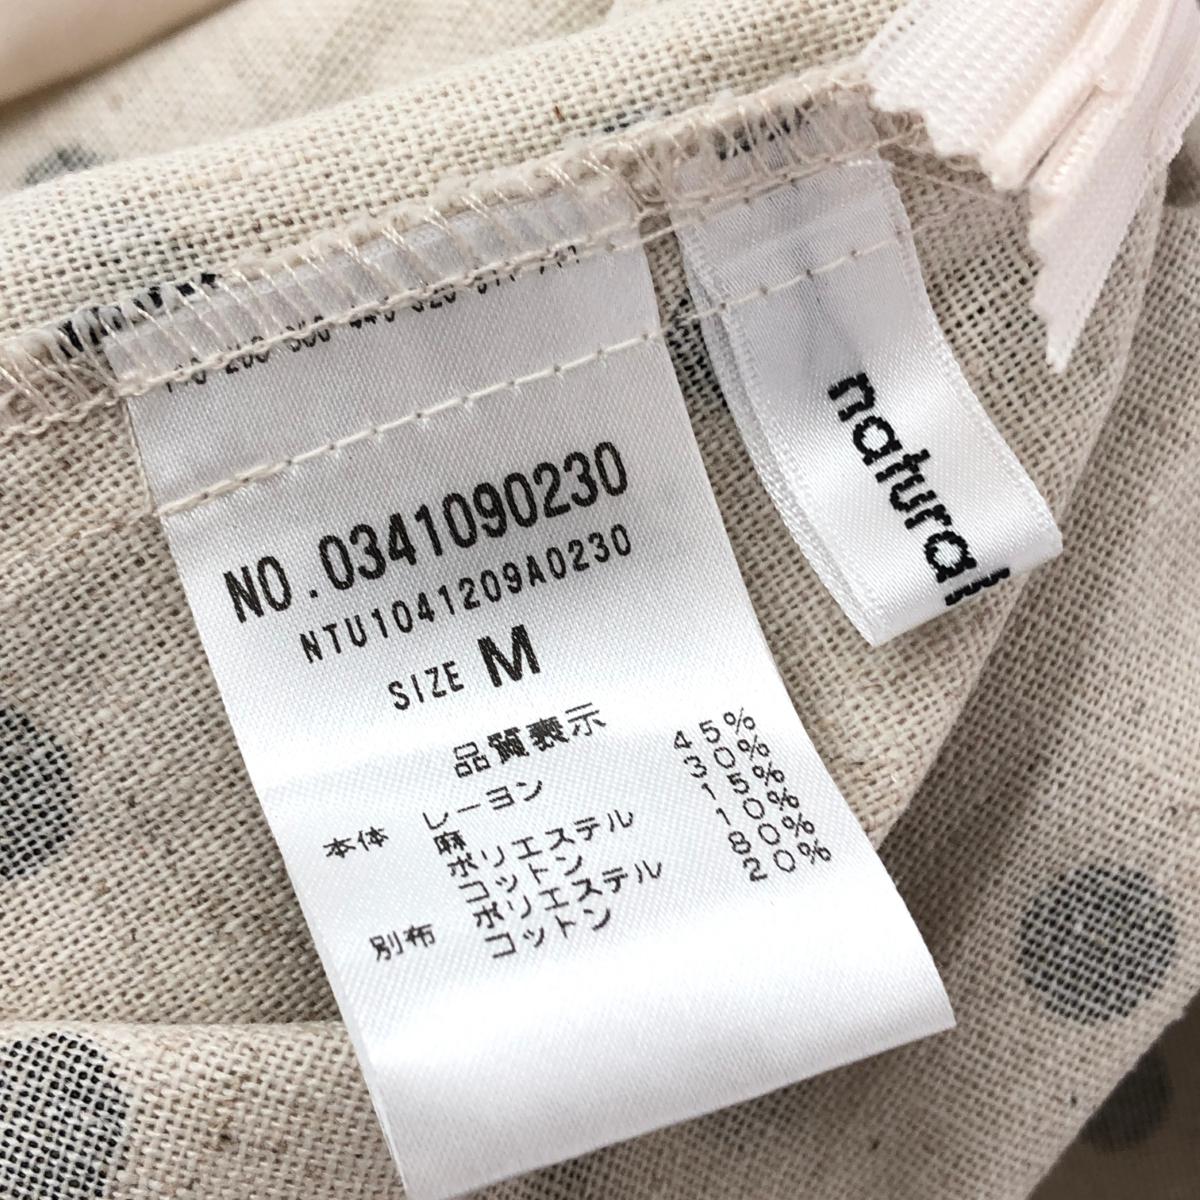 NO.0341090230
NTU1041209A0230
SIZE M
品質表示
本体 レーヨン 45%
麻 30%
ポリエステル 15%
コットン 10%
別布 ポリエステル 80%
コットン 20%
natural